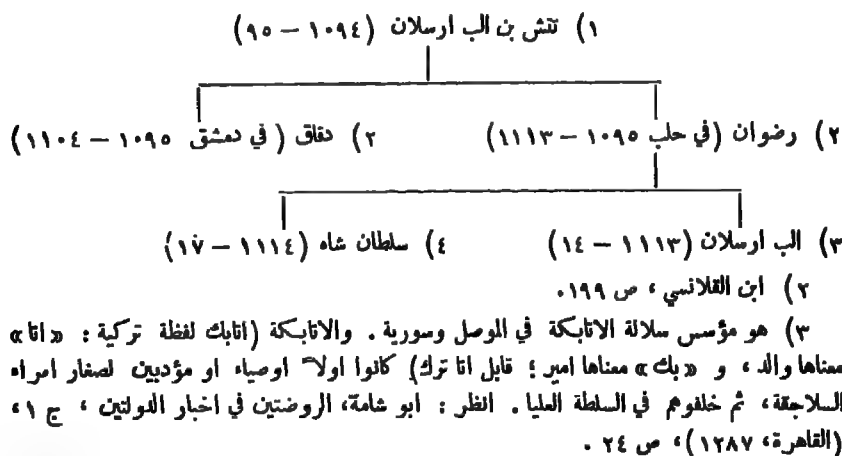 ١) تتش بن الب ارسلان (١٠٩٤ – ٩٥)
٢) رضوان (في حلب ١٠٩٥ – ١١١٣) ٢) دقاق (في دمشق ١٠٩٥ – ١١٠٤)
٣) الب ارسلان (١١١٣ – ١٤) ٤) سلطان شاه (١١١٤ – ١٧)
٢) ابن القلانسي ، ص ١٩٩.
٣) هو مؤسس سلالة الاتابكة في الموصل وسورية . والاتابكة (اتابك لفظة تركية : «اتا»
معناها والد ، و «بك» معناها امير ؛ قابل اتا ترك) كانوا اولاً اوصياء او مؤدبين لصغار امراء
السلاجقة، ثم خلفوهم في السلطة العليا . انظر : ابو شامة، الروضتين في اخبار الدولتين ، ج ١ ،
(القاهرة، ١٢٨٧)، ص ٢٤ .